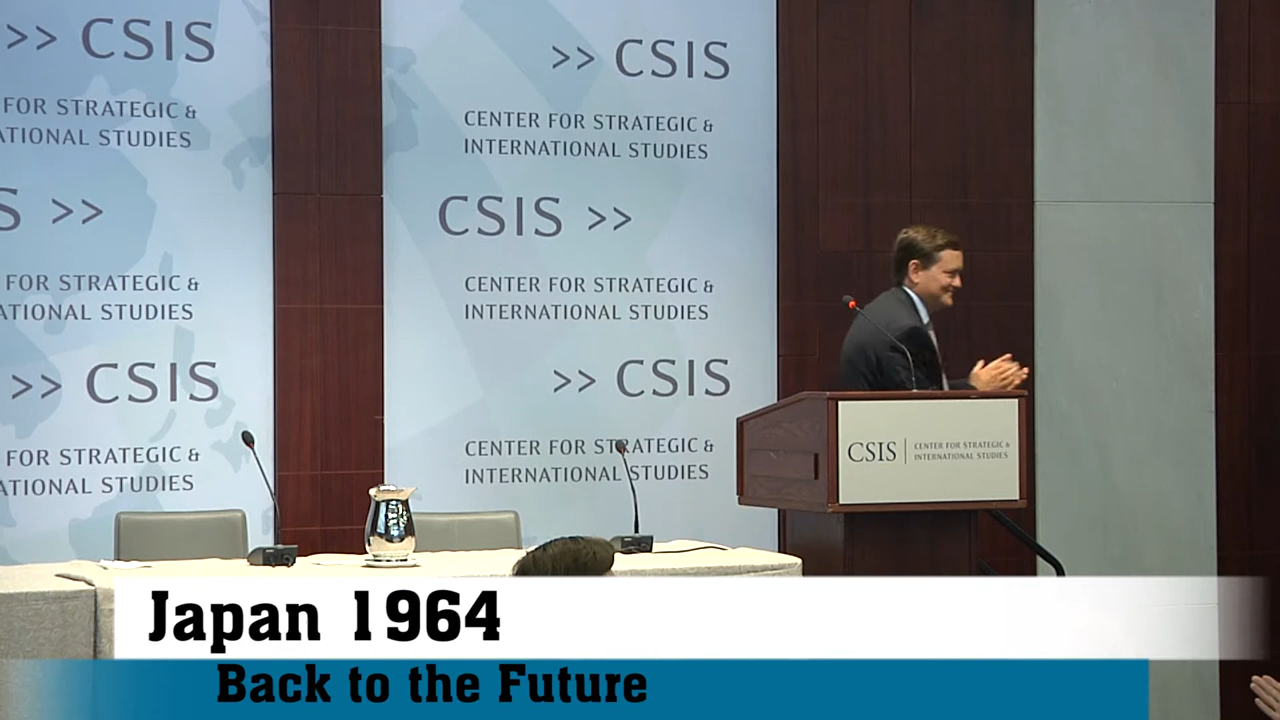 >> CSIS
FOR STRATEGIC &
ATIONAL STUDIES
S >>
FOR STRATEGIC &
ATIONAL STUDIES
>> CSIS
FOR STRATEGIC &
ATIONAL STUDIES
>> CSIS
CENTER FOR STRATEGIC &
INTERNATIONAL STUDIES
CSIS >>
CENTER FOR STRATEGIC &
INTERNATIONAL STUDIES
>> CSIS
CENTER FOR STRATEGIC &
INTERNATIONAL STUDIES
CSIS | CENTER FOR STRATEGIC &
INTERNATIONAL STUDIES
Japan 1964
Back to the Future